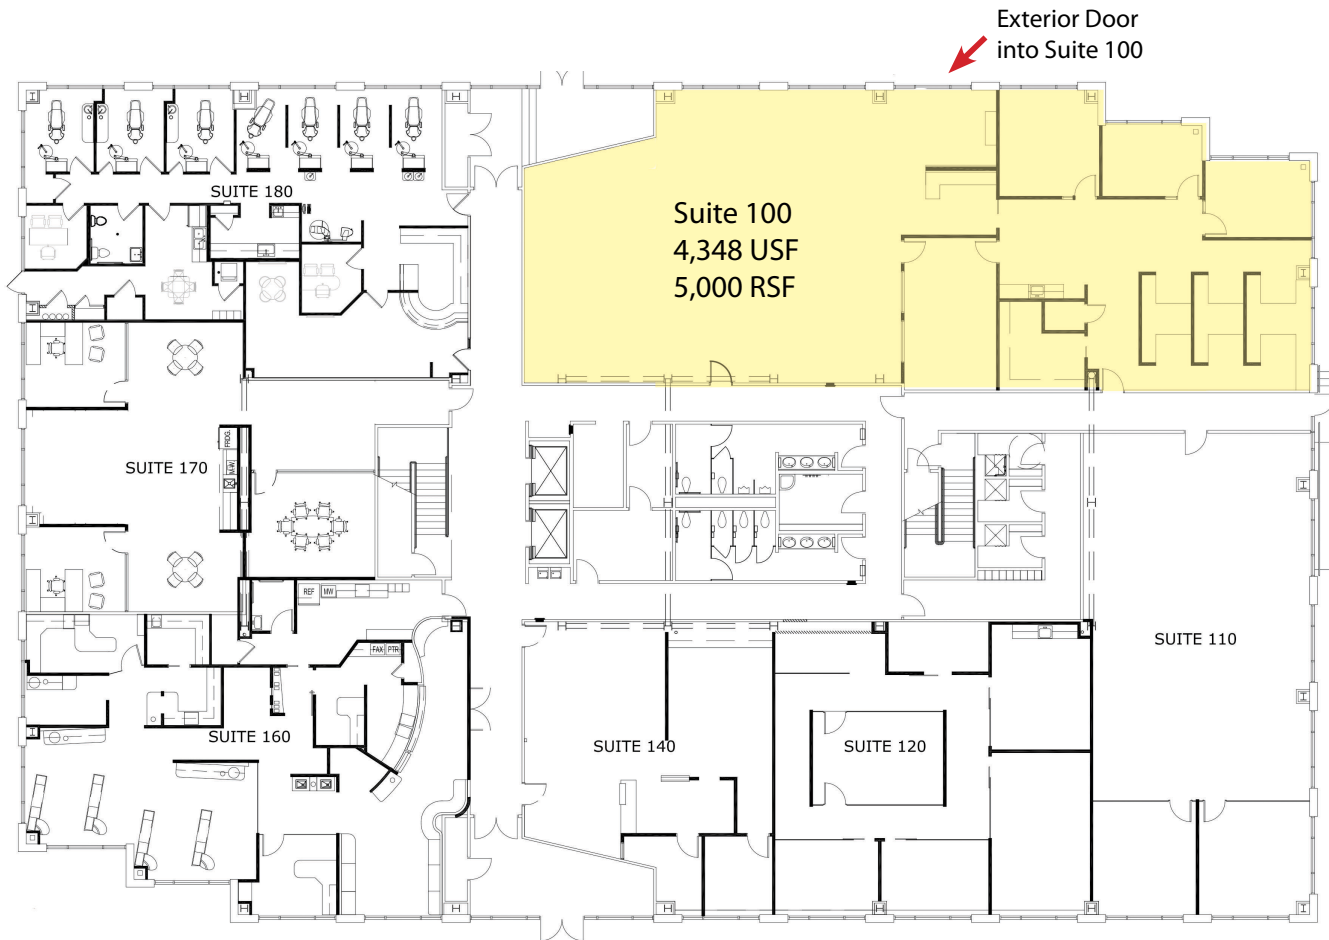 Exterior Door
into Suite 100
SUITE 180
Suite 100
4,348 USF
5,000 RSF
FRDG.
M/W
SUITE 170
REF
MW
SUITE 110
FAX
PTR
SUITE 160
SUITE 140
SUITE 120